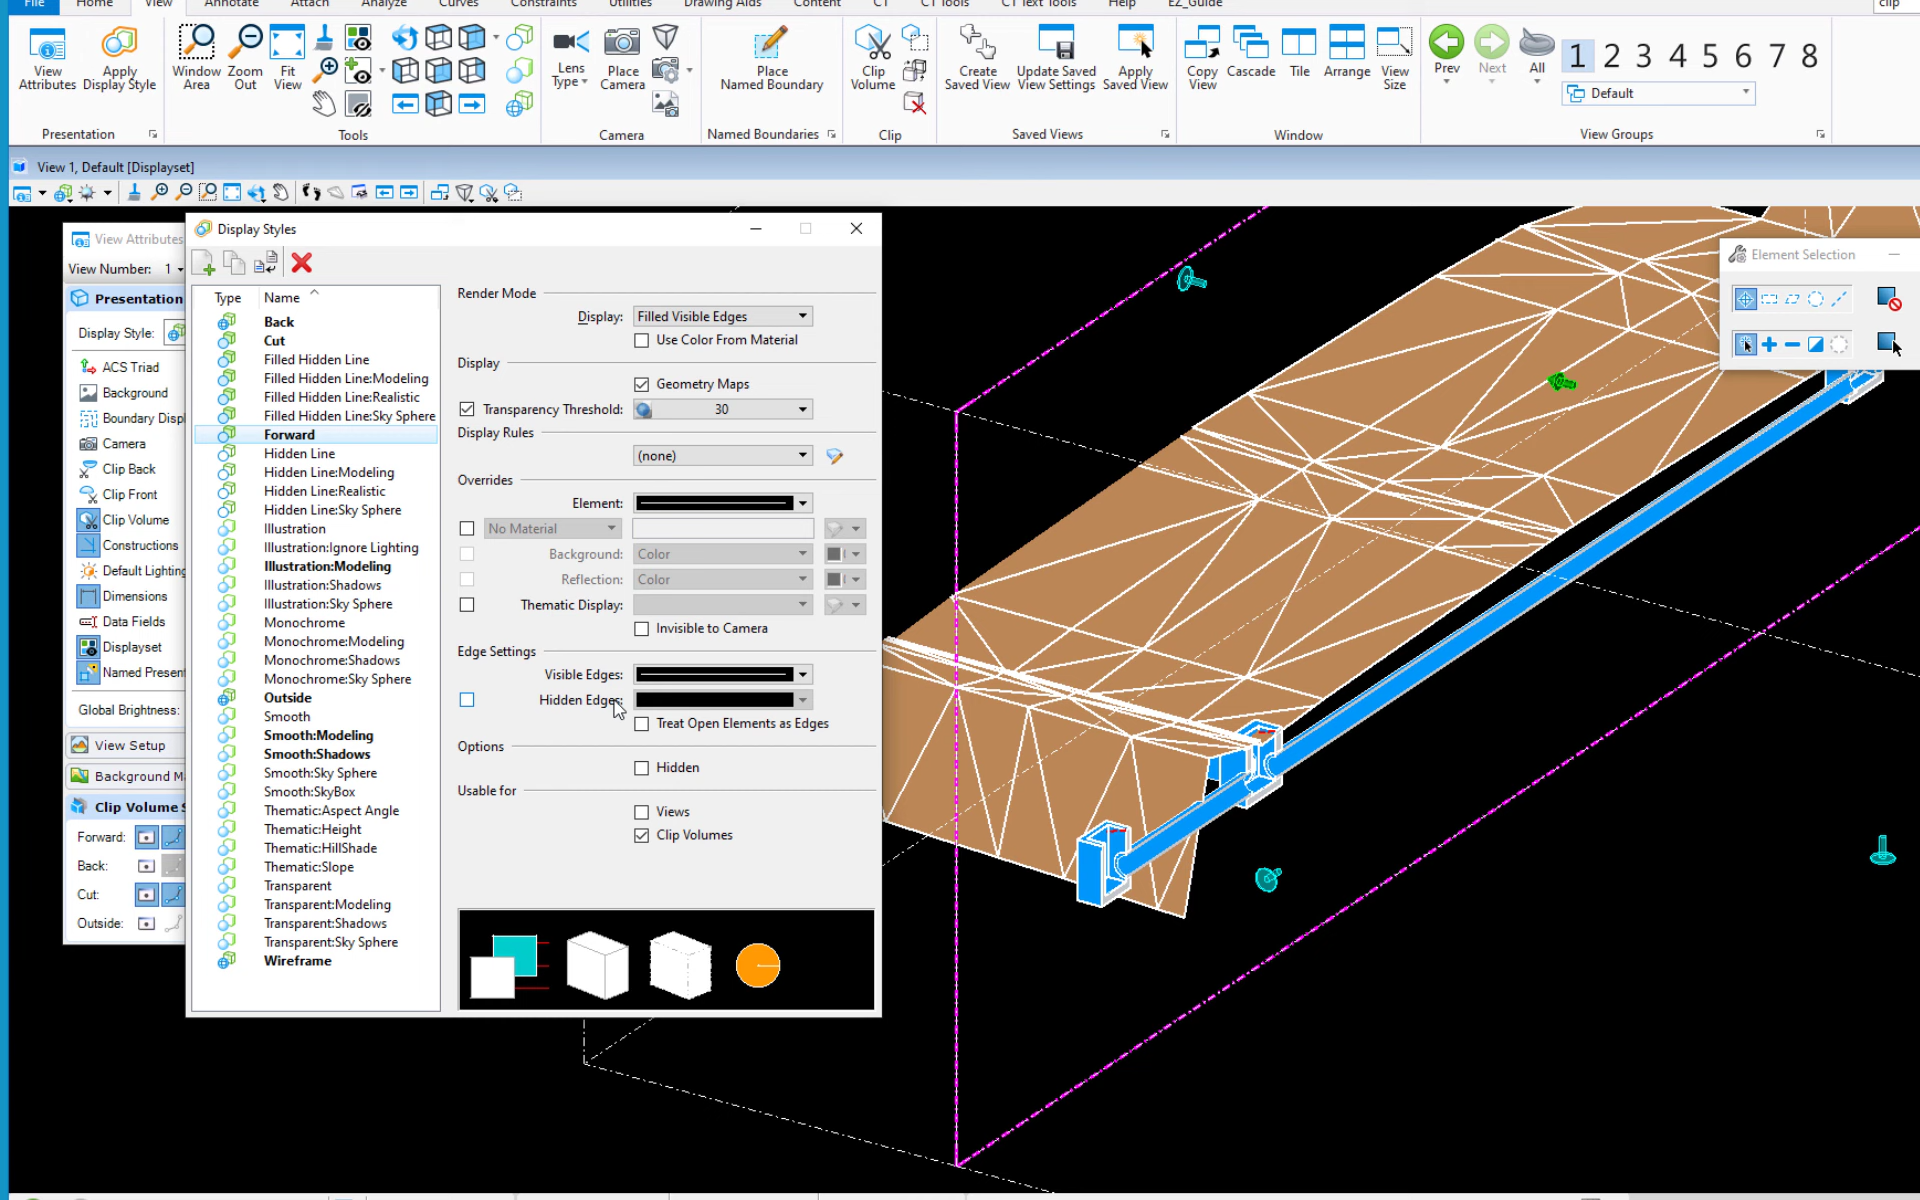 File Home View Annotate Attach Analyze Curves Constraints Utilities Drawing Aids Content CT CT Tools CT Text Tools Help EZ_Guide clip
View Attributes
Apply Display Style
Presentation
Window Area
Zoom Out
Fit View
Tools
Lens Type
Place Camera
Camera
Place Named Boundary
Named Boundaries
Clip Volume
Clip
Create Saved View
Update Saved View Settings
Apply Saved View
Saved Views
Copy View
Cascade
Tile
Arrange
View Size
Window
Prev
Next
All
1 2 3 4 5 6 7 8
Default
View Groups
View 1, Default [Displayset]
View Attributes
View Number: 1
Presentation
Display Style:
ACS Triad
Background
Boundary Displ
Camera
Clip Back
Clip Front
Clip Volume
Constructions
Default Lighting
Dimensions
Data Fields
Displayset
Named Present
Global Brightness:
View Setup
Background M
Clip Volume S
Forward:
Back:
Cut:
Outside:
Display Styles
Type Name
Back
Cut
Filled Hidden Line
Filled Hidden Line:Modeling
Filled Hidden Line:Realistic
Filled Hidden Line:Sky Sphere
Forward
Hidden Line
Hidden Line:Modeling
Hidden Line:Realistic
Hidden Line:Sky Sphere
Illustration
Illustration:Ignore Lighting
Illustration:Modeling
Illustration:Shadows
Illustration:Sky Sphere
Monochrome
Monochrome:Modeling
Monochrome:Shadows
Monochrome:Sky Sphere
Outside
Smooth
Smooth:Modeling
Smooth:Shadows
Smooth:Sky Sphere
Smooth:SkyBox
Thematic:Aspect Angle
Thematic:Height
Thematic:HillShade
Thematic:Slope
Transparent
Transparent:Modeling
Transparent:Shadows
Transparent:Sky Sphere
Wireframe
Render Mode
Display: Filled Visible Edges
Use Color From Material
Display
Geometry Maps
Transparency Threshold: 30
Display Rules
(none)
Overrides
Element:
No Material
Background: Color
Reflection: Color
Thematic Display:
Invisible to Camera
Edge Settings
Visible Edges:
Hidden Edges:
Treat Open Elements as Edges
Options
Hidden
Usable for
Views
Clip Volumes
Element Selection